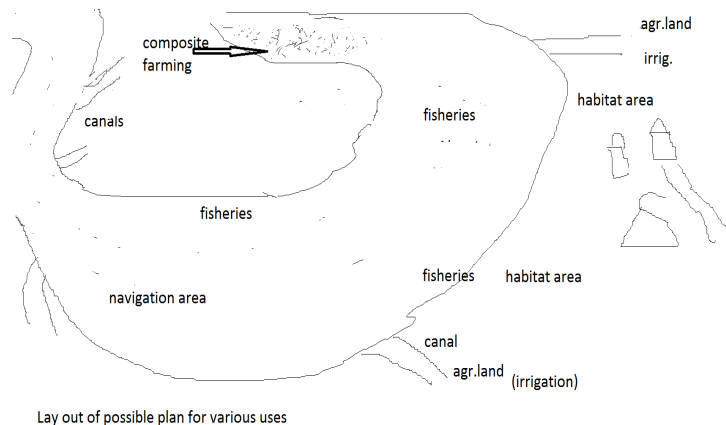 agr.land
composite
farming
irrig.
habitat area
canals
fisheries
fisheries
fisheries
habitat area
navigation area
canal
agr.land
(irrigation)
Lay out of possible plan for various uses